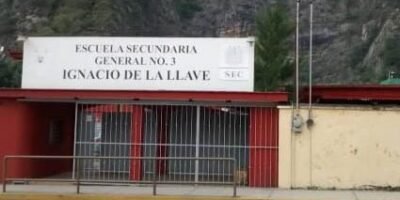 ESCUELA SECUNDARIA
GENERAL NO. 3
IGNACIO DE LA LLAVE
SEC